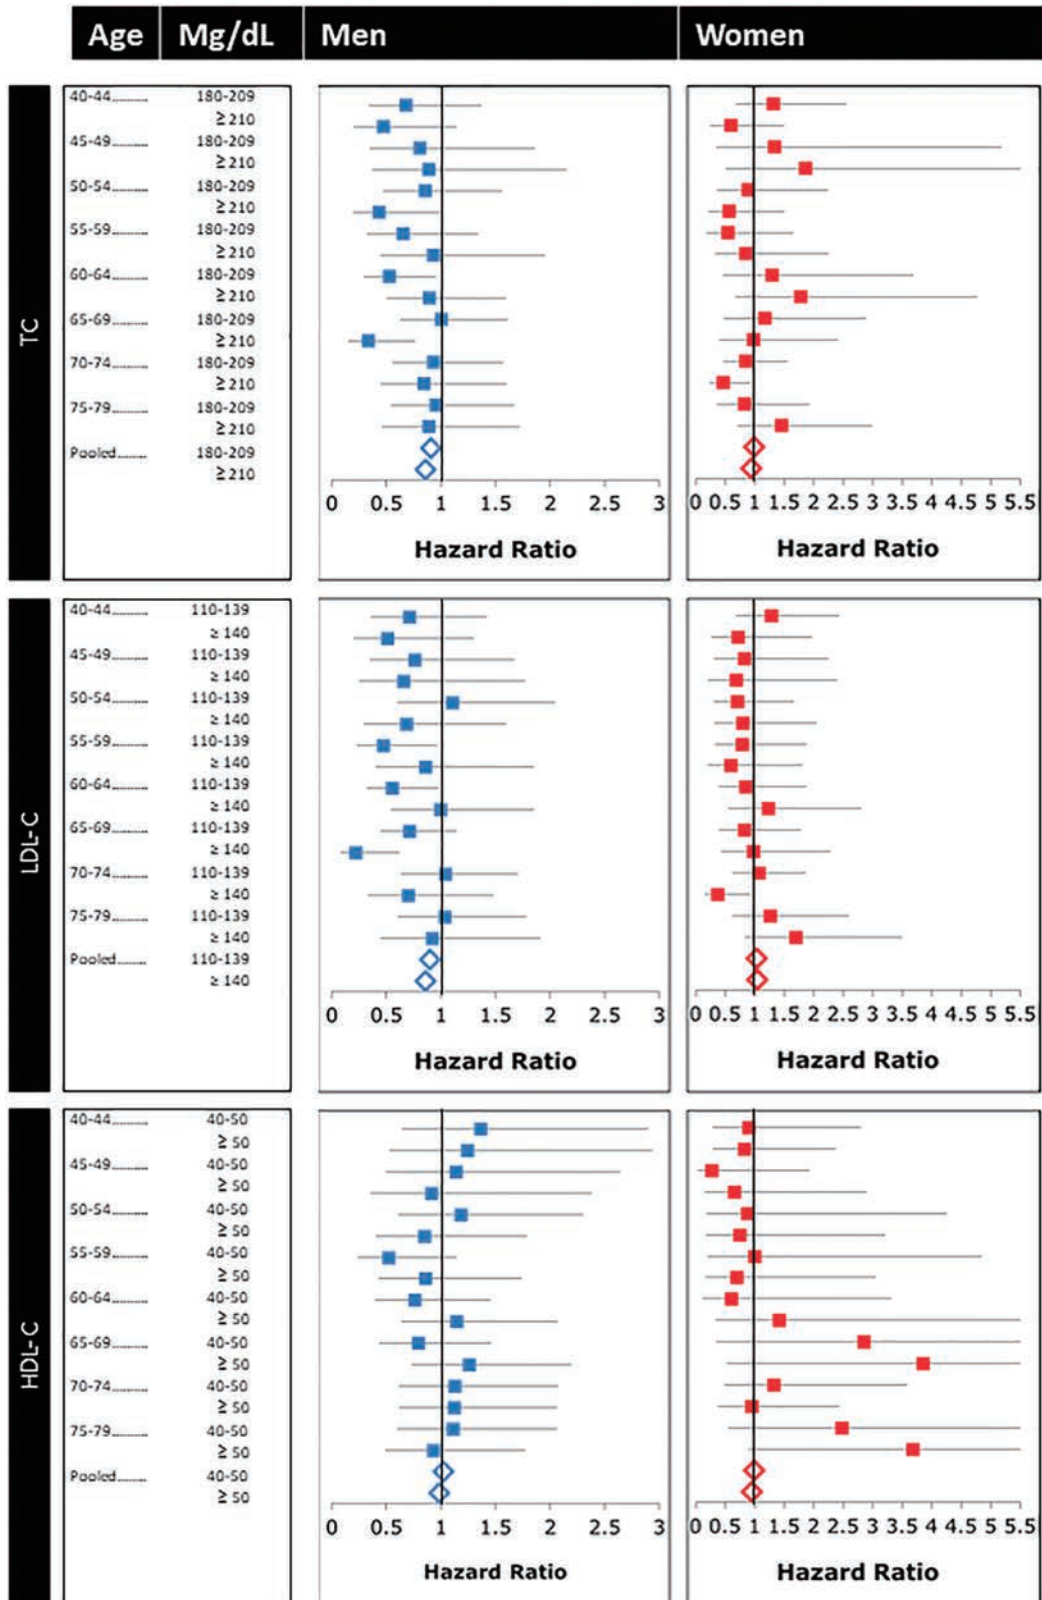 Age Mg/dL Men Women
TC
40-44.......... 180-209
≥ 210
45-49.......... 180-209
≥ 210
50-54.......... 180-209
≥ 210
55-59.......... 180-209
≥ 210
60-64.......... 180-209
≥ 210
65-69.......... 180-209
≥ 210
70-74.......... 180-209
≥ 210
75-79.......... 180-209
≥ 210
Pooled......... 180-209
≥ 210
0 0.5 1 1.5 2 2.5 3
Hazard Ratio
0 0.5 1 1.5 2 2.5 3 3.5 4 4.5 5 5.5
Hazard Ratio
LDL-C
40-44.......... 110-139
≥ 140
45-49.......... 110-139
≥ 140
50-54.......... 110-139
≥ 140
55-59.......... 110-139
≥ 140
60-64.......... 110-139
≥ 140
65-69.......... 110-139
≥ 140
70-74.......... 110-139
≥ 140
75-79.......... 110-139
≥ 140
Pooled......... 110-139
≥ 140
0 0.5 1 1.5 2 2.5 3
Hazard Ratio
0 0.5 1 1.5 2 2.5 3 3.5 4 4.5 5 5.5
Hazard Ratio
HDL-C
40-44.......... 40-50
≥ 50
45-49.......... 40-50
≥ 50
50-54.......... 40-50
≥ 50
55-59.......... 40-50
≥ 50
60-64.......... 40-50
≥ 50
65-69.......... 40-50
≥ 50
70-74.......... 40-50
≥ 50
75-79.......... 40-50
≥ 50
Pooled......... 40-50
≥ 50
0 0.5 1 1.5 2 2.5 3
Hazard Ratio
0 0.5 1 1.5 2 2.5 3 3.5 4 4.5 5 5.5
Hazard Ratio